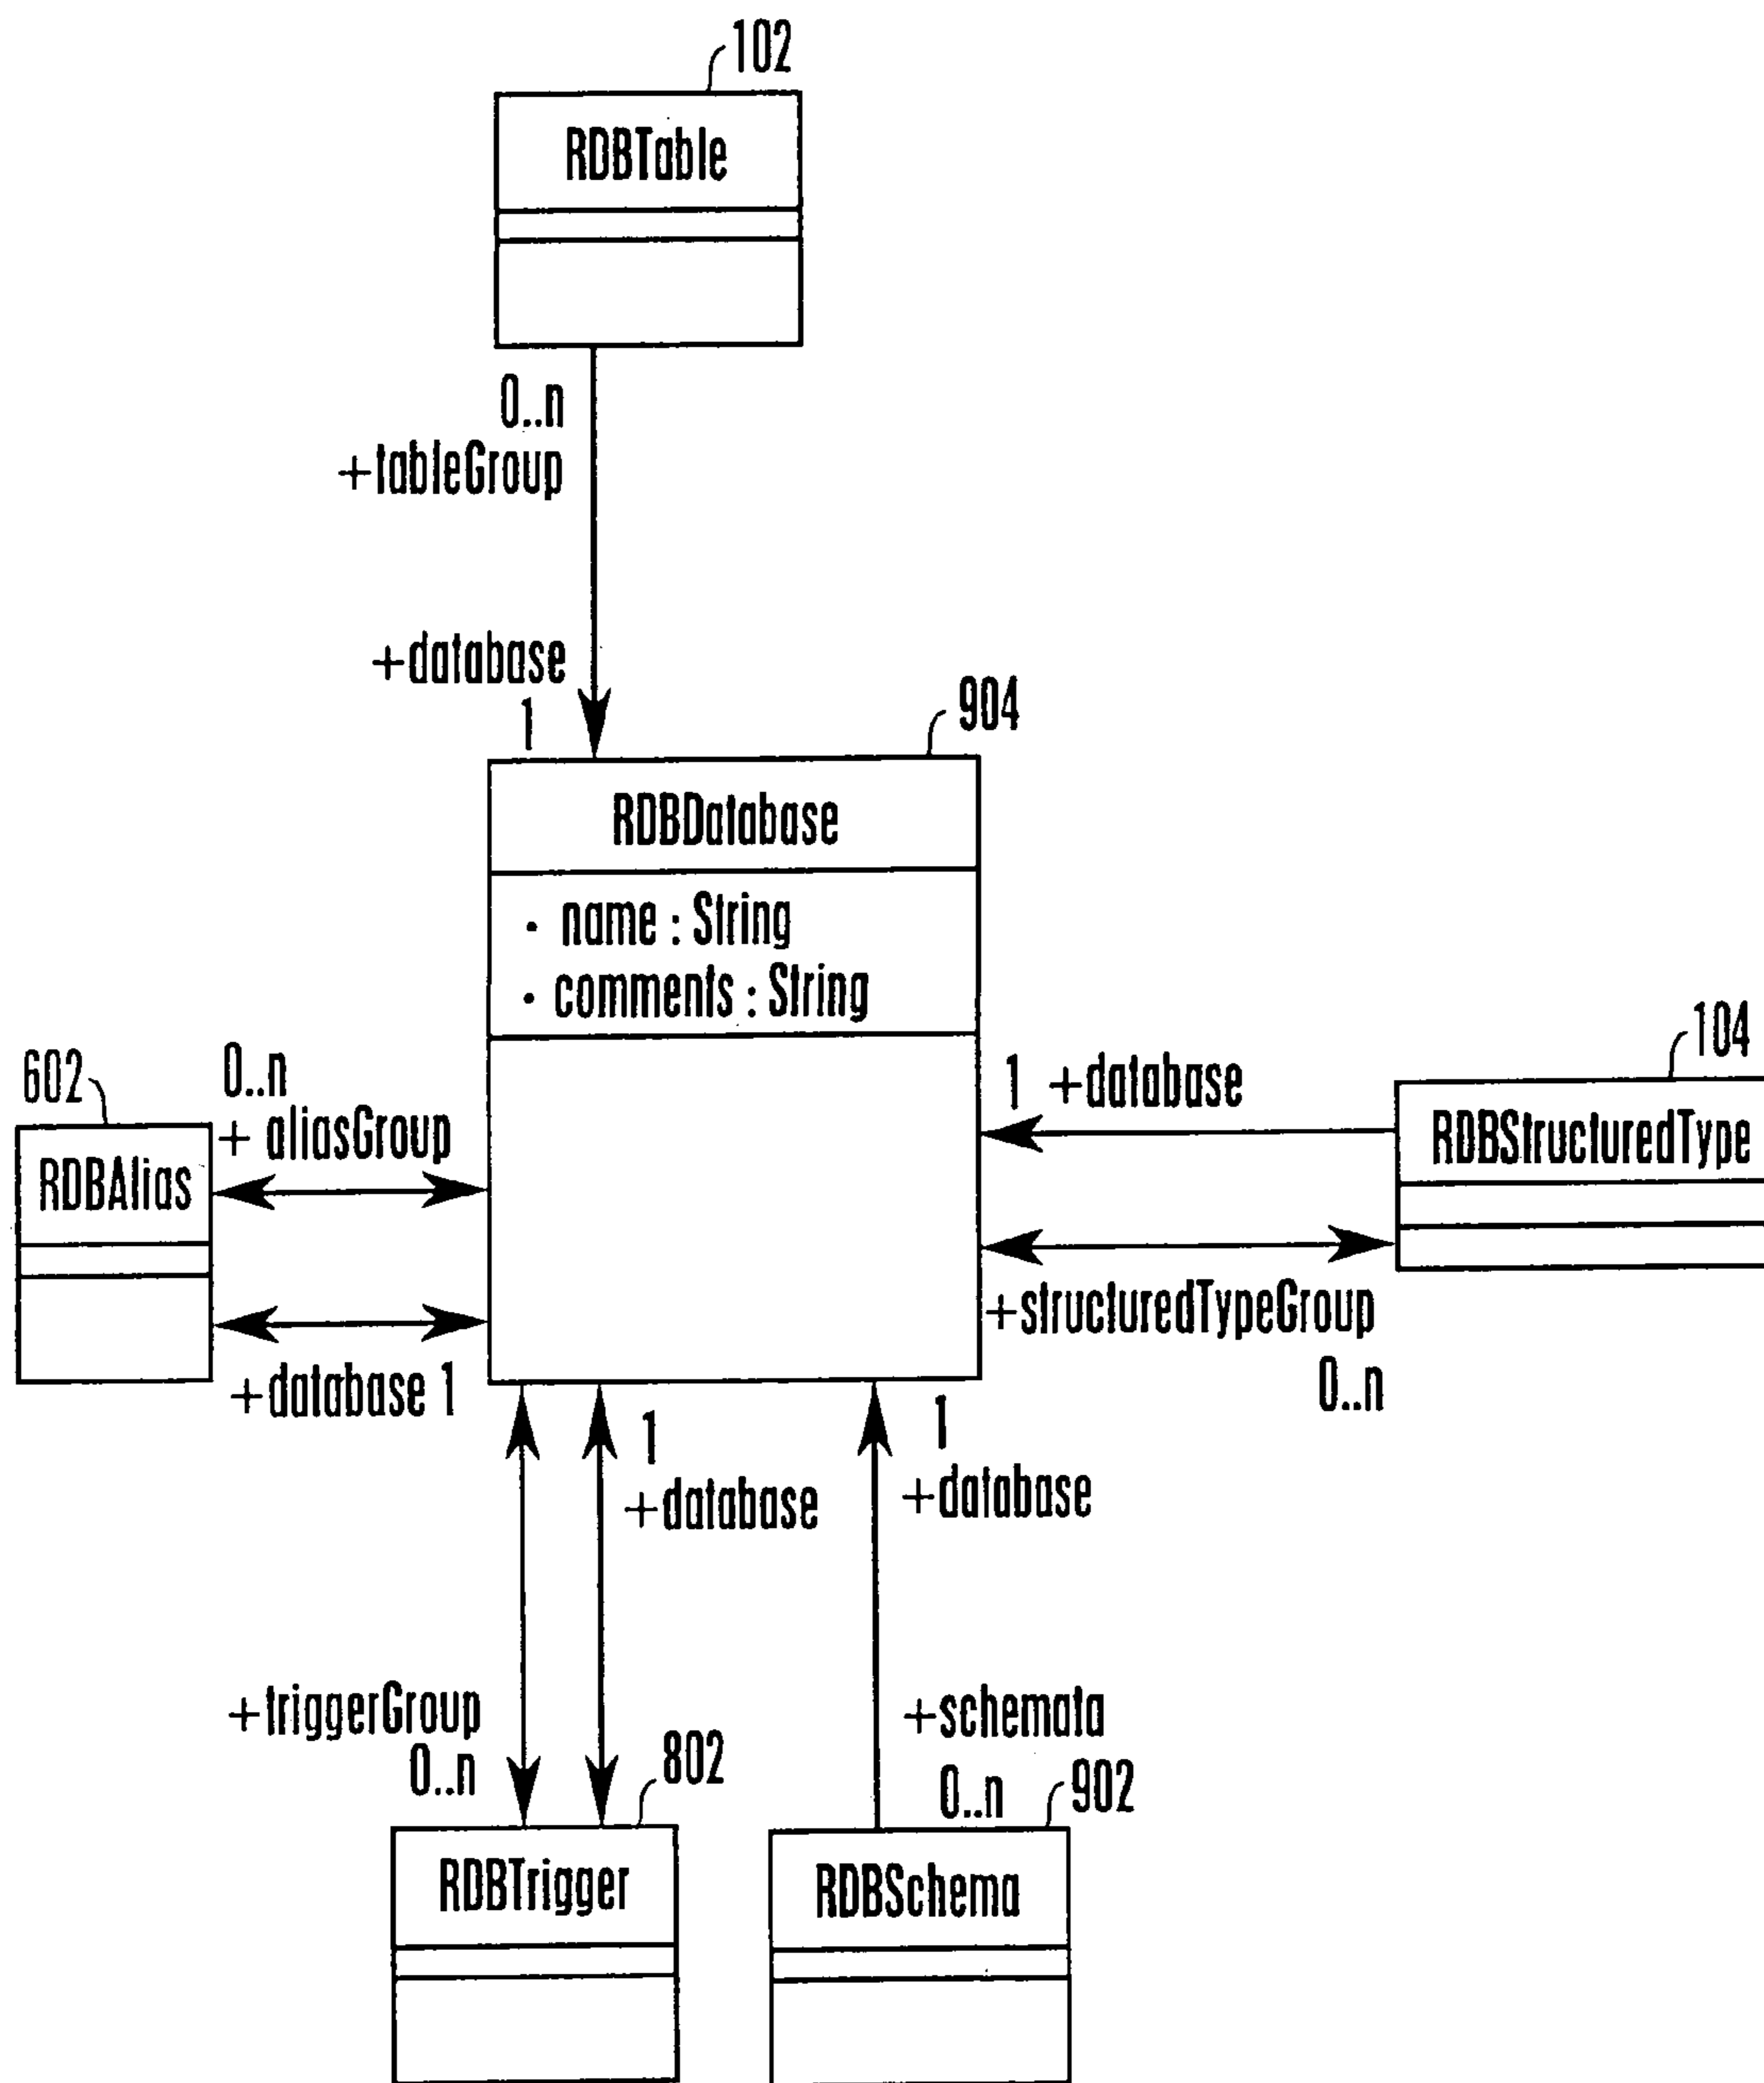 102
RDBTable
0..n
+tableGroup
+database
1
904
RDBDatabase
• name : String
• comments : String
602
0..n
+ aliasGroup
RDBAlias
+database 1
1 +database
104
RDBStructuredType
+structuredTypeGroup
0..n
1
+database
1
+database
+triggerGroup
0..n
802
+schemata
0..n
902
RDBTrigger
RDBSchema